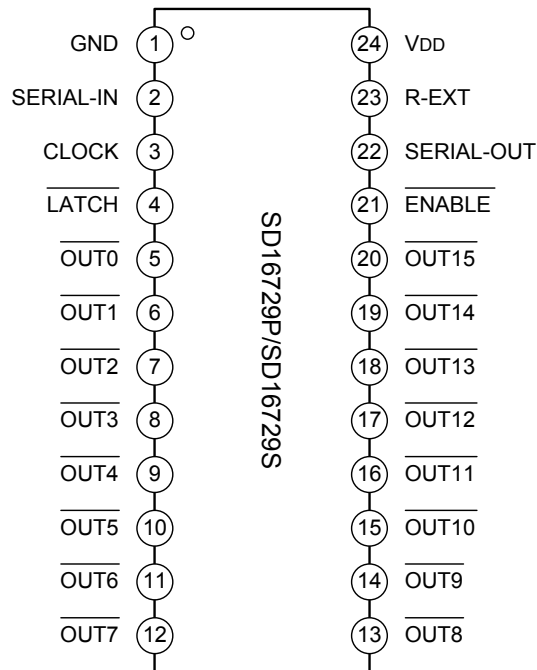 GND 1 24 VDD
SERIAL-IN 2 23 R-EXT
CLOCK 3 22 SERIAL-OUT
LATCH 4 21 ENABLE
OUT0 5 20 OUT15
OUT1 6 19 OUT14
OUT2 7 18 OUT13
OUT3 8 17 OUT12
OUT4 9 16 OUT11
OUT5 10 15 OUT10
OUT6 11 14 OUT9
OUT7 12 13 OUT8
SD16729P/SD16729S